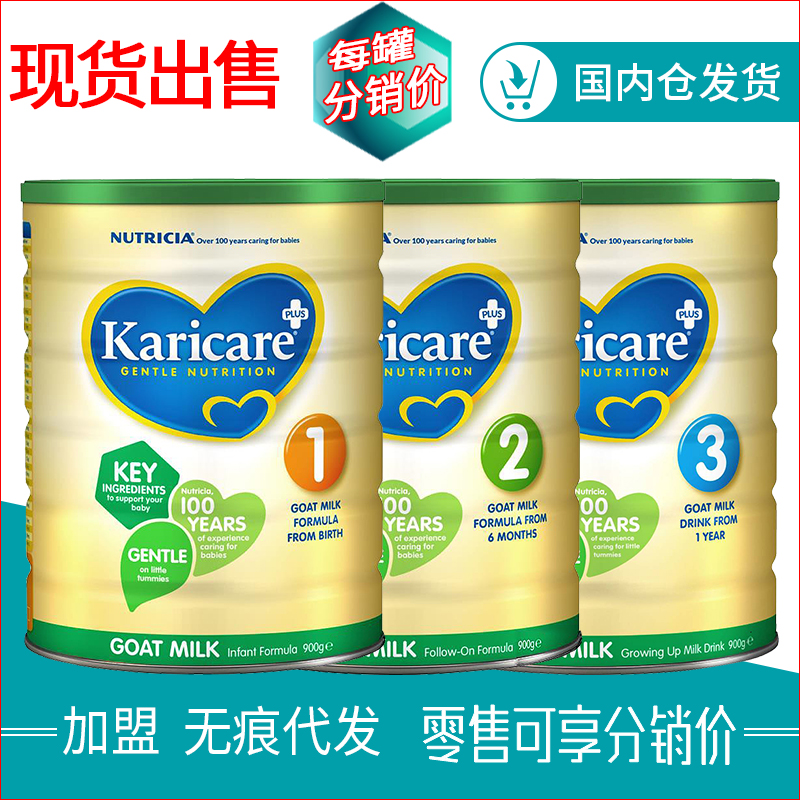 现货出售
每罐
分销价
国内仓发货
NUTRICIA Over 100 years caring for babies
Karicare PLUS
GENTLE NUTRITION
1
KEY
INGREDIENTS
to support your
baby
GENTLE
on little
tummies
Nutricia,
100
YEARS
of experience
caring for
babies
GOAT MILK
FORMULA
FROM BIRTH
GOAT MILK Infant Formula 900g℮
IA Over 100 years caring for babies
ricare PLUS
NUTRITION
2
Nutricia,
00
EARS
of experience
caring for
babies
GOAT MILK
FORMULA FROM
6 MONTHS
MILK Follow-On Formula 900g℮
IA Over 100 years caring for babies
ricare PLUS
NUTRITION
3
Nutricia,
00
EARS
of experience
caring for little
tummies
GOAT MILK
DRINK FROM
1 YEAR
MILK Growing Up Milk Drink 900g℮
加盟 无痕代发 零售可享分销价